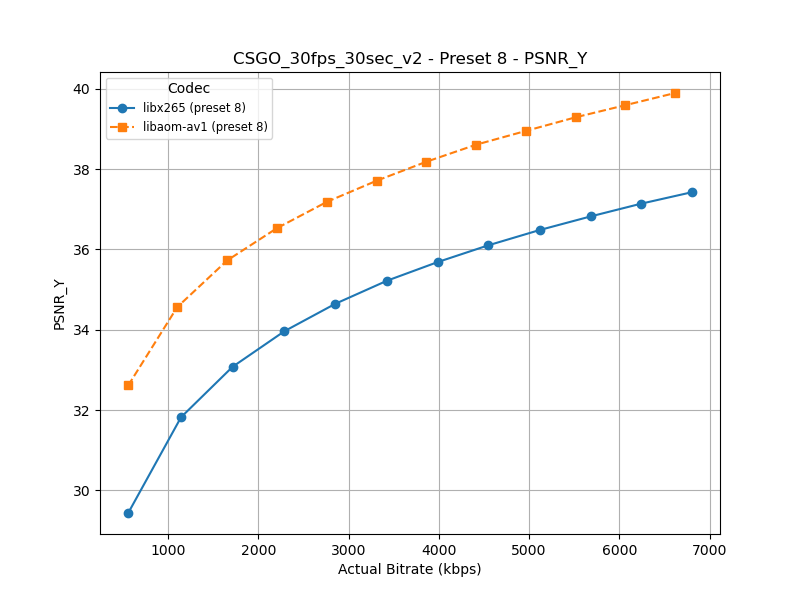 CSGO_30fps_30sec_v2 - Preset 8 - PSNR_Y
Codec
libx265 (preset 8)
libaom-av1 (preset 8)
40
38
36
34
32
30
PSNR_Y
1000 2000 3000 4000 5000 6000 7000
Actual Bitrate (kbps)